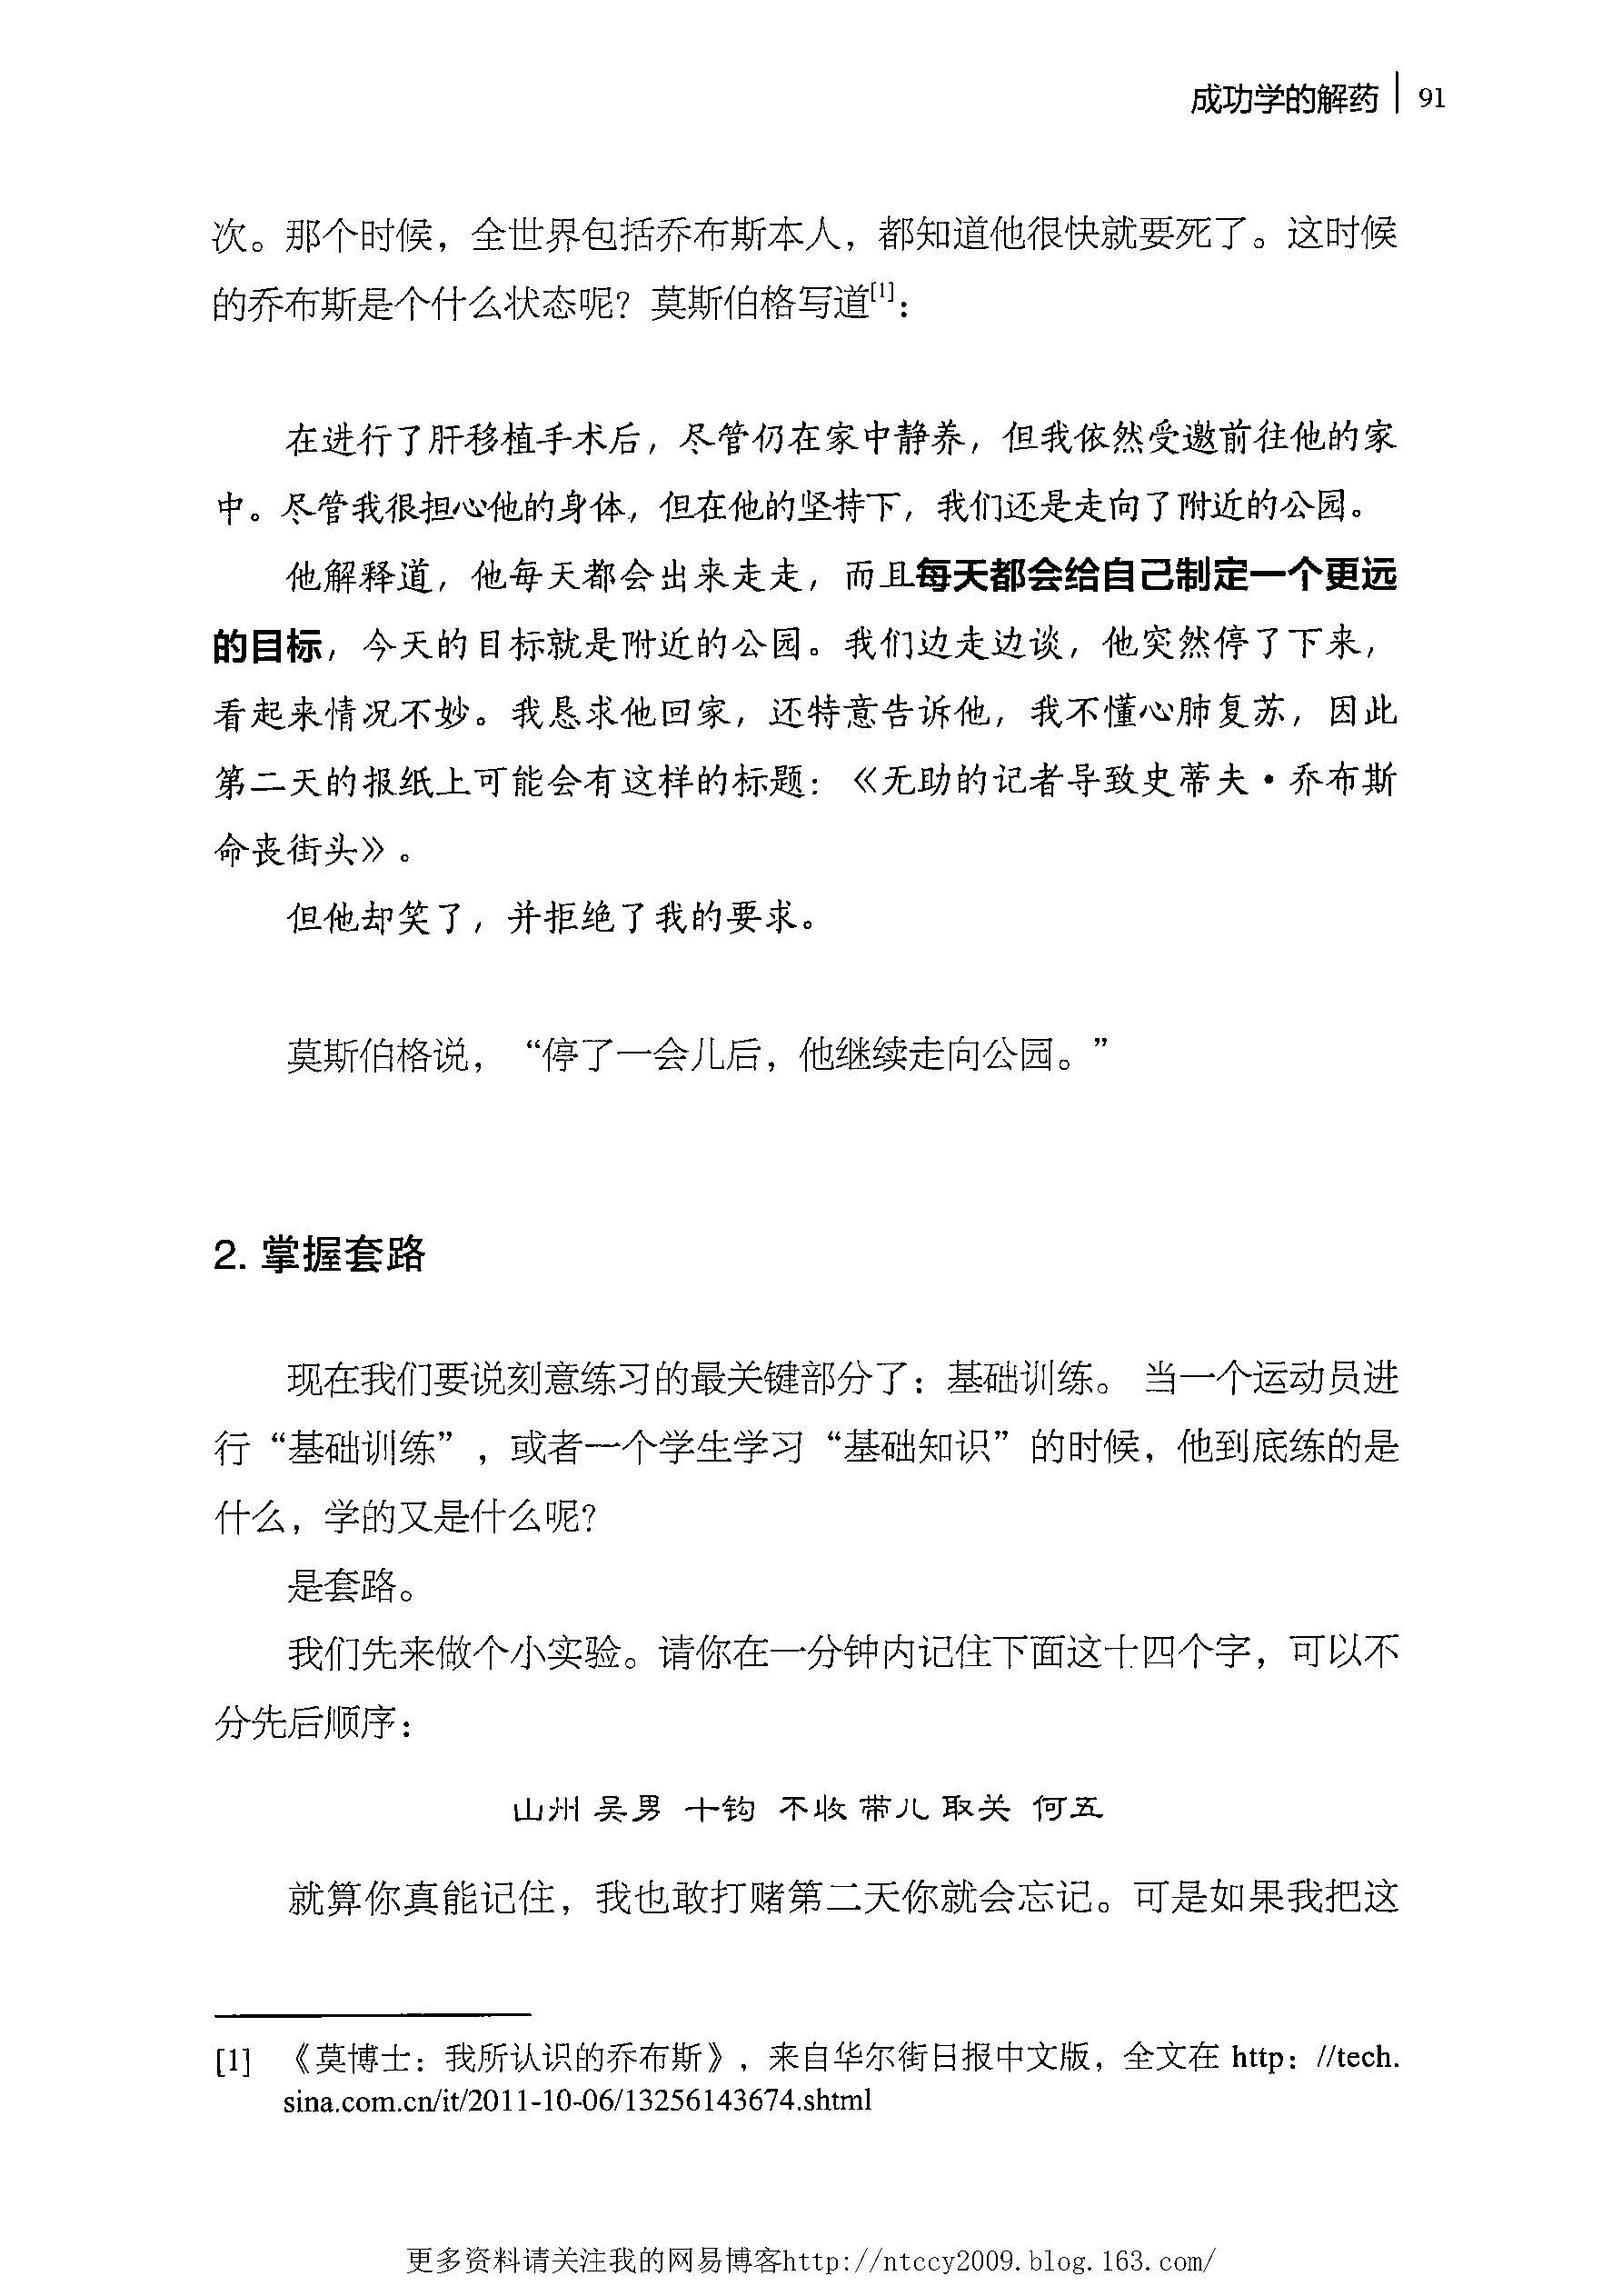 成功学的解药 91
次。那个时候，全世界包括乔布斯本人，都知道他很快就要死了。这时候
的乔布斯是个什么状态呢？莫斯伯格写道[1]：
在进行了肝移植手术后，尽管仍在家中静养，但我依然受邀前往他的家
中。尽管我很担心他的身体，但在他的坚持下，我们还是走向了附近的公园。
他解释道，他每天都会出来走走，而且每天都会给自己制定一个更远
的目标，今天的目标就是附近的公园。我们边走边谈，他突然停了下来，
看起来情况不妙。我恳求他回家，还特意告诉他，我不懂心肺复苏，因此
第二天的报纸上可能会有这样的标题：《无助的记者导致史蒂夫·乔布斯
命丧街头》。
但他却笑了，并拒绝了我的要求。
莫斯伯格说，“停了一会儿后，他继续走向公园。”
2. 掌握套路
现在我们要说刻意练习的最关键部分了：基础训练。 当一个运动员进
行“基础训练”，或者一个学生学习“基础知识”的时候，他到底练的是
什么，学的又是什么呢？
是套路。
我们先来做个小实验。请你在一分钟内记住下面这十四个字，可以不
分先后顺序：
山州 吴男 十钩 不收 带儿 取关 何五
就算你真能记住，我也敢打赌第二天你就会忘记。可是如果我把这
[1] 《莫博士：我所认识的乔布斯》，来自华尔街日报中文版，全文在 http：//tech.
sina.com.cn/it/2011-10-06/13256143674.shtml
更多资料请关注我的网易博客http://ntccy2009.blog.163.com/